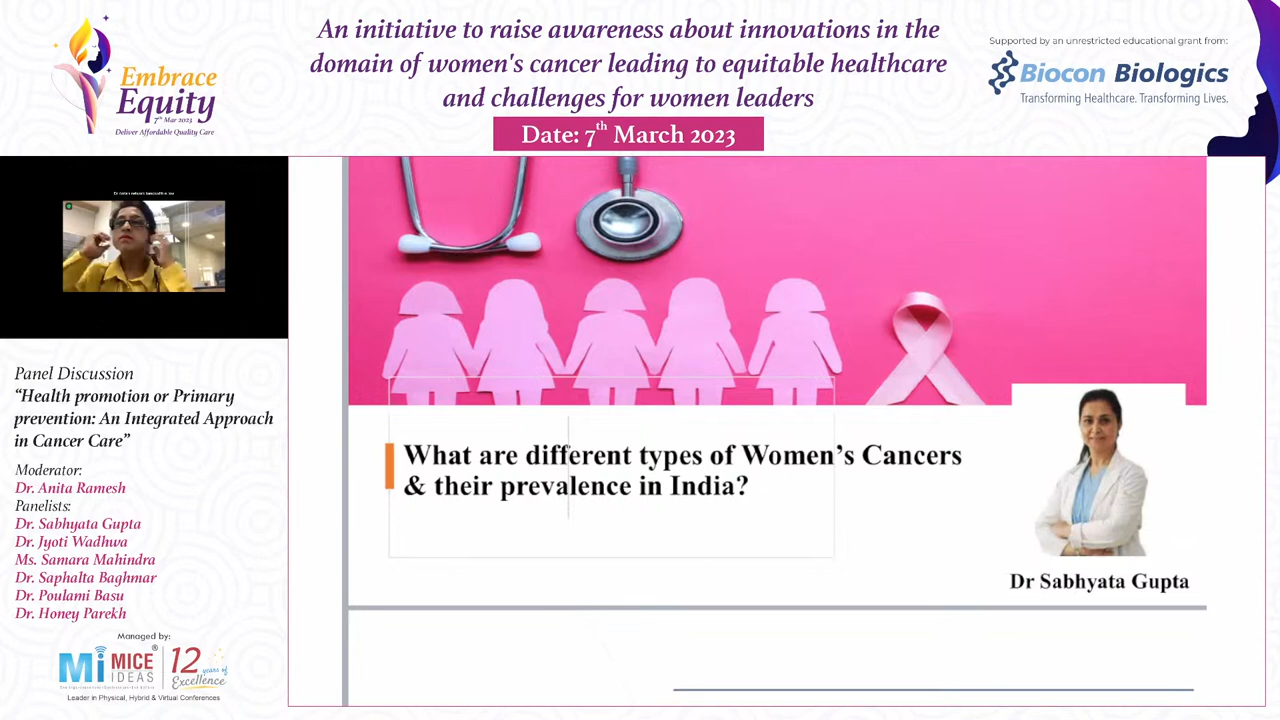 An initiative to raise awareness about innovations in the
domain of women's cancer leading to equitable healthcare
and challenges for women leaders
Date: 7th March 2023
Embrace
Equity
7th Mar 2023
Deliver Affordable Quality Care
Supported by an unrestricted educational grant from:
Biocon Biologics
Transforming Healthcare. Transforming Lives.
Panel Discussion
“Health promotion or Primary
prevention: An Integrated Approach
in Cancer Care”
Moderator:
Dr. Anita Ramesh
Panelists:
Dr. Sabhyata Gupta
Dr. Jyoti Wadhwa
Ms. Samara Mahindra
Dr. Saphalta Baghmar
Dr. Poulami Basu
Dr. Honey Parekh
Managed by:
Mi MICE IDEAS®
12 years of Excellence
Leader in Physical, Hybrid & Virtual Conferences
What are different types of Women’s Cancers
& their prevalence in India?
Dr Sabhyata Gupta